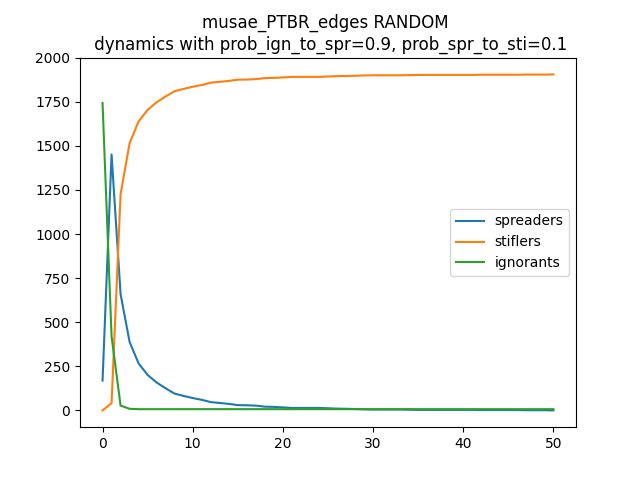 musae_PTBR_edges RANDOM
dynamics with prob_ign_to_spr=0.9, prob_spr_to_sti=0.1
2000
1750
1500
1250
1000
750
500
250
0
spreaders
stiflers
ignorants
0 10 20 30 40 50